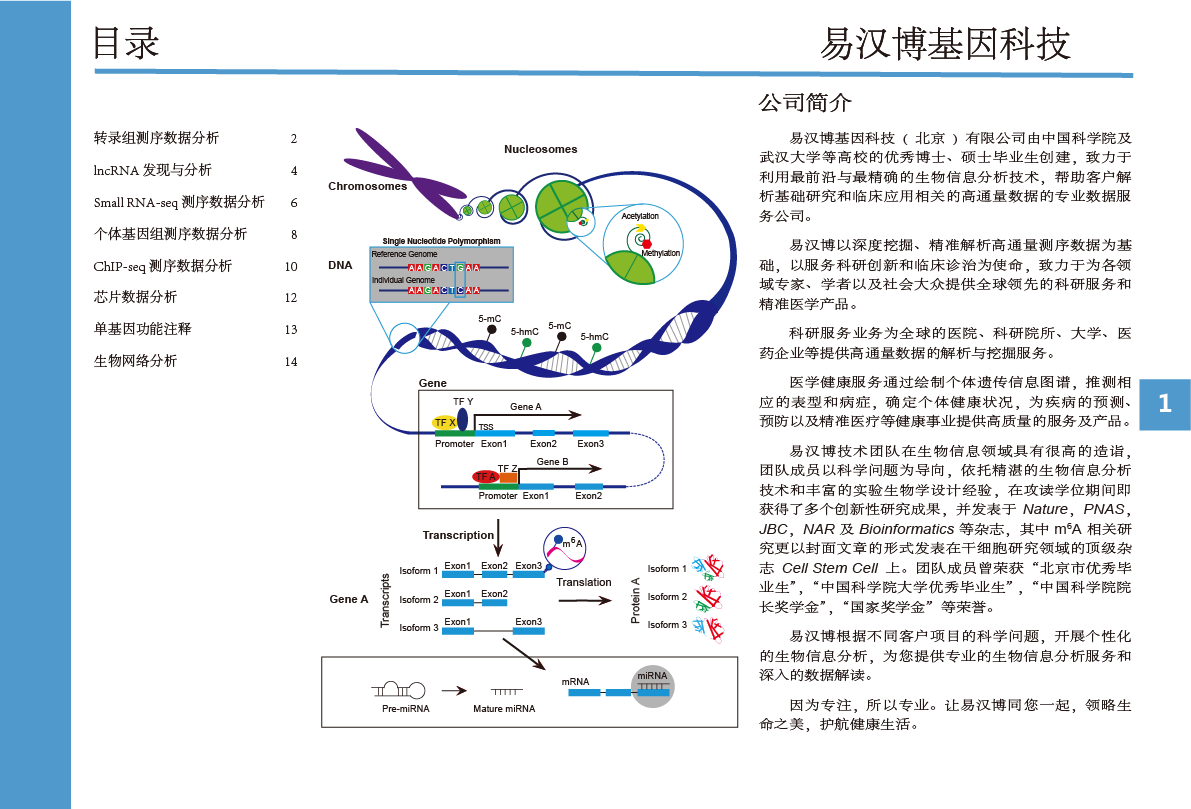 目录
易汉博基因科技
转录组测序数据分析 2
lncRNA 发现与分析 4
Small RNA-seq 测序数据分析 6
个体基因组测序数据分析 8
ChIP-seq 测序数据分析 10
芯片数据分析 12
单基因功能注释 13
生物网络分析 14
Nucleosomes
Chromosomes
Acetylation
Methylation
Single Nucleotide Polymorphism
Reference Genome
DNA
AAGACTGAA
Individual Genome
AAGACTCAA
5-mC
5-hmC
5-mC
5-hmC
Gene
TF Y
TF X
Gene A
TSS
Promoter Exon1 Exon2 Exon3
TF Z
TF A
Gene B
Promoter Exon1 Exon2
Transcription
m⁶A
Gene A
Transcripts
Isoform 1 Exon1 Exon2 Exon3
Isoform 2 Exon1 Exon2
Isoform 3 Exon1 Exon3
Translation
Protein A
Isoform 1
Isoform 2
Isoform 3
Pre-miRNA
Mature miRNA
mRNA
miRNA
公司简介
易汉博基因科技（北京）有限公司由中国科学院及
武汉大学等高校的优秀博士、硕士毕业生创建，致力于
利用最前沿与最精确的生物信息分析技术，帮助客户解
析基础研究和临床应用相关的高通量数据的专业数据服
务公司。
易汉博以深度挖掘、精准解析高通量测序数据为基
础，以服务科研创新和临床诊治为使命，致力于为各领
域专家、学者以及社会大众提供全球领先的科研服务和
精准医学产品。
科研服务业务为全球的医院、科研院所、大学、医
药企业等提供高通量数据的解析与挖掘服务。
医学健康服务通过绘制个体遗传信息图谱，推测相
应的表型和病症，确定个体健康状况，为疾病的预测、
预防以及精准医疗等健康事业提供高质量的服务及产品。
易汉博技术团队在生物信息领域具有很高的造诣，
团队成员以科学问题为导向，依托精湛的生物信息分析
技术和丰富的实验生物学设计经验，在攻读学位期间即
获得了多个创新性研究成果，并发表于 Nature，PNAS，
JBC，NAR 及 Bioinformatics 等杂志，其中 m⁶A 相关研
究更以封面文章的形式发表在干细胞研究领域的顶级杂
志 Cell Stem Cell 上。团队成员曾荣获“北京市优秀毕
业生”，“中国科学院大学优秀毕业生”，“中国科学院院
长奖学金”，“国家奖学金” 等荣誉。
易汉博根据不同客户项目的科学问题，开展个性化
的生物信息分析，为您提供专业的生物信息分析服务和
深入的数据解读。
因为专注，所以专业。让易汉博同您一起，领略生
命之美，护航健康生活。
1